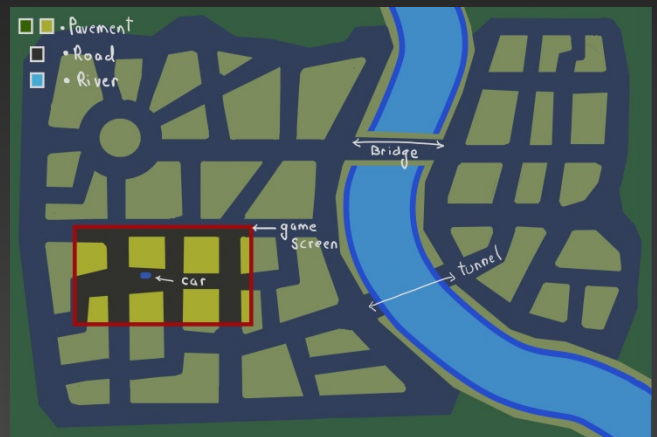 • Pavement
• Road
• River
Bridge
game
screen
car
tunnel